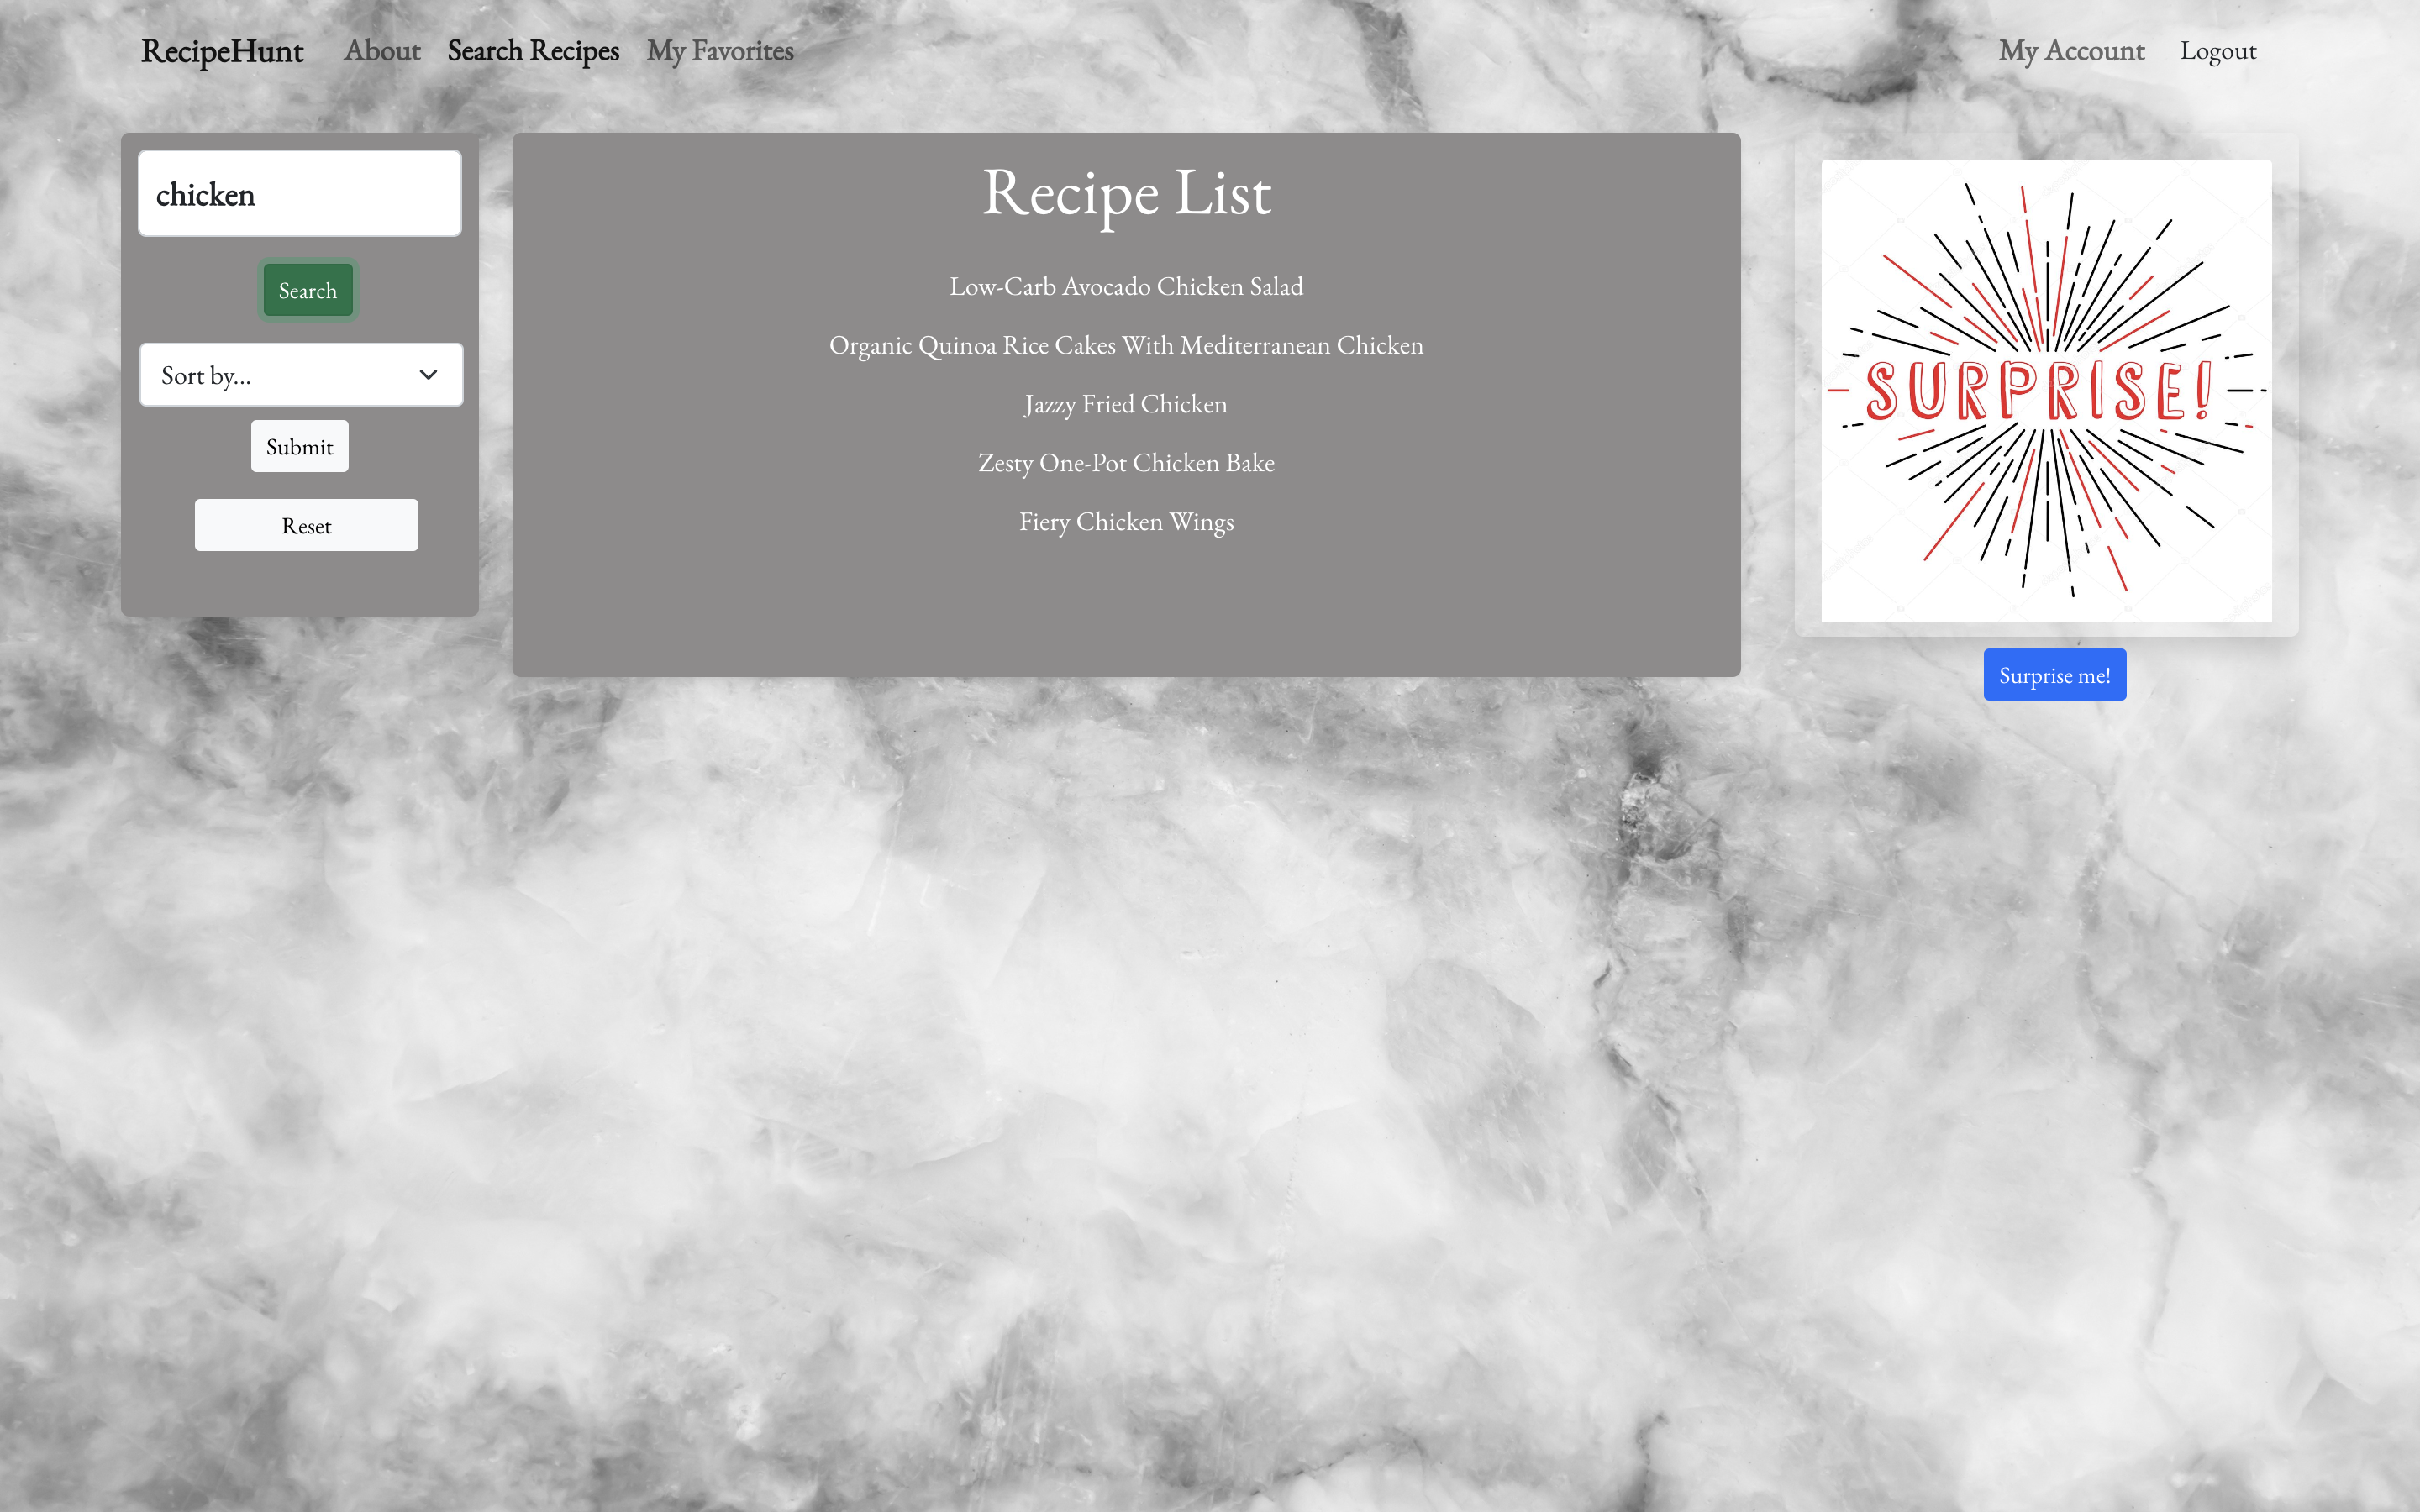 RecipeHunt About Search Recipes My Favorites My Account Logout
chicken
Search
Sort by...
Submit
Reset
Recipe List
Low-Carb Avocado Chicken Salad
Organic Quinoa Rice Cakes With Mediterranean Chicken
Jazzy Fried Chicken
Zesty One-Pot Chicken Bake
Fiery Chicken Wings
SURPRISE!
Surprise me!